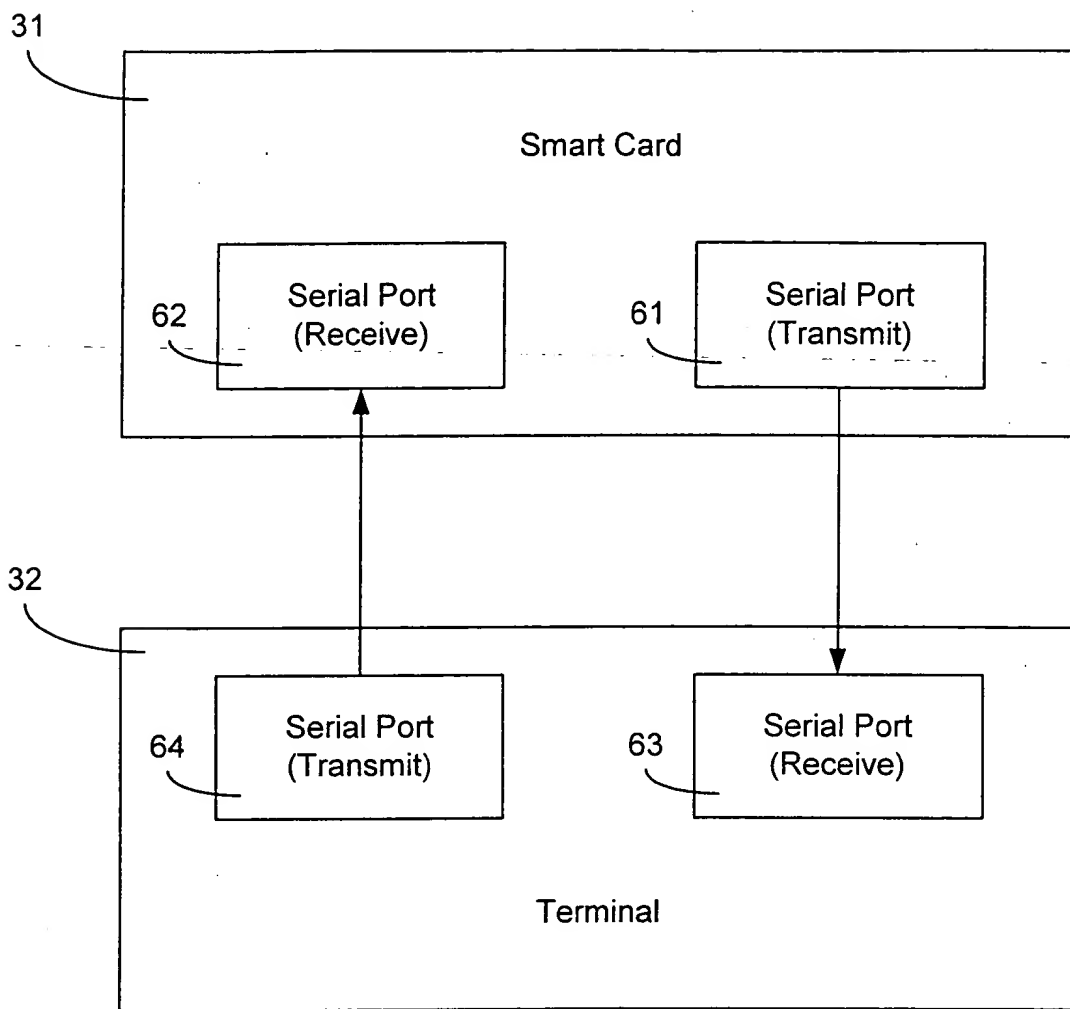 31
Smart Card
Serial Port
(Receive)
62
Serial Port
(Transmit)
61
32
Serial Port
(Transmit)
64
Serial Port
(Receive)
63
Terminal